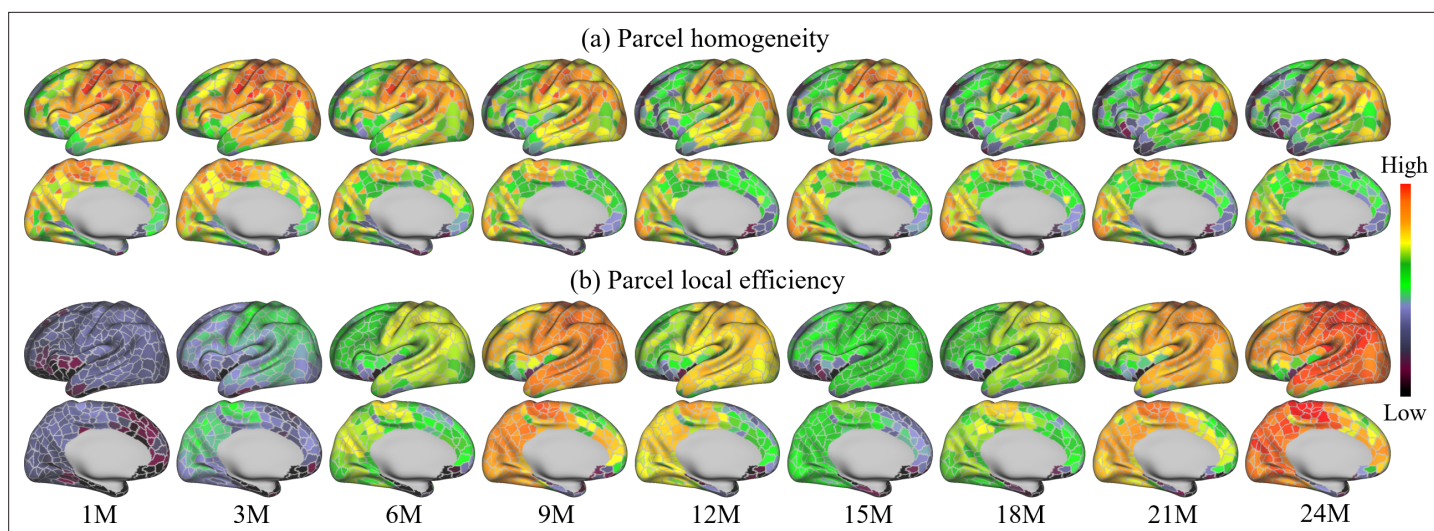 (a) Parcel homogeneity
High
(b) Parcel local efficiency
Low
1M 3M 6M 9M 12M 15M 18M 21M 24M